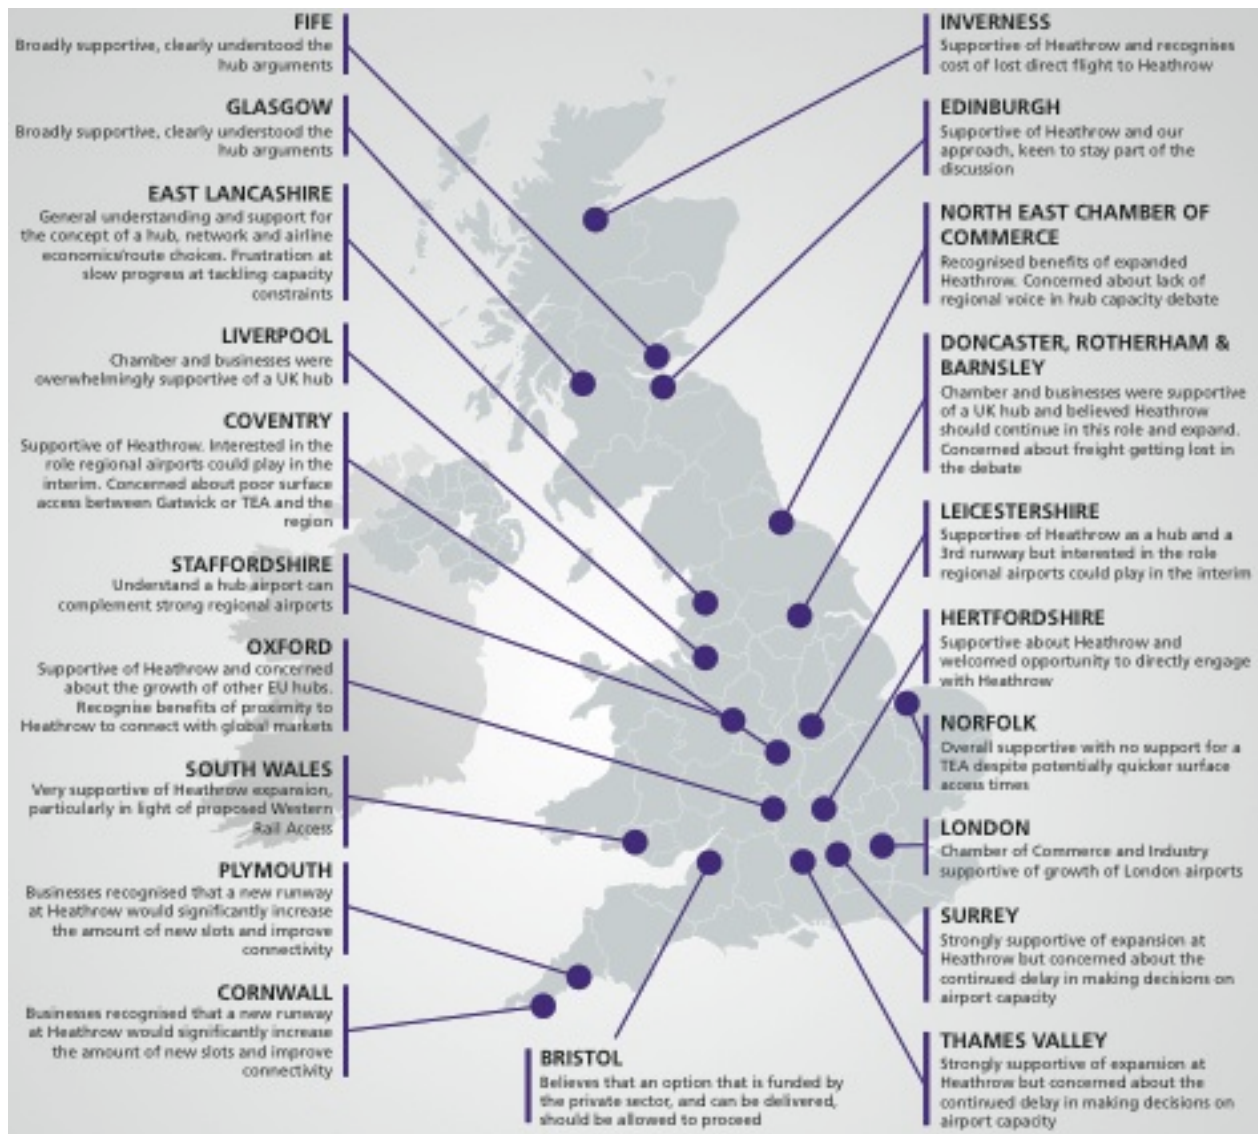 FIFE
Broadly supportive, clearly understood the
hub arguments
GLASGOW
Broadly supportive, clearly understood the
hub arguments
EAST LANCASHIRE
General understanding and support for
the concept of a hub, network and airline
economics/route choices. Frustration at
slow progress at tackling capacity
constraints
LIVERPOOL
Chamber and businesses were
overwhelmingly supportive of a UK hub
COVENTRY
Supportive of Heathrow. Interested in the
role regional airports could play in the
interim. Concerned about poor surface
access between Gatwick or TEA and the
region
STAFFORDSHIRE
Understand a hub airport can
complement strong regional airports
OXFORD
Supportive of Heathrow and concerned
about the growth of other EU hubs.
Recognise benefits of proximity to
Heathrow to connect with global markets
SOUTH WALES
Very supportive of Heathrow expansion,
particularly in light of proposed Western
Rail Access
PLYMOUTH
Businesses recognised that a new runway
at Heathrow would significantly increase
the amount of new slots and improve
connectivity
CORNWALL
Businesses recognised that a new runway
at Heathrow would significantly increase
the amount of new slots and improve
connectivity
BRISTOL
Believes that an option that is funded by
the private sector, and can be delivered,
should be allowed to proceed
INVERNESS
Supportive of Heathrow and recognises
cost of lost direct flight to Heathrow
EDINBURGH
Supportive of Heathrow and our
approach, keen to stay part of the
discussion
NORTH EAST CHAMBER OF
COMMERCE
Recognised benefits of expanded
Heathrow. Concerned about lack of
regional voice in hub capacity debate
DONCASTER, ROTHERHAM &
BARNSLEY
Chamber and businesses were supportive
of a UK hub and believed Heathrow
should continue in this role and expand.
Concerned about freight getting lost in
the debate
LEICESTERSHIRE
Supportive of Heathrow as a hub and a
3rd runway but interested in the role
regional airports could play in the interim
HERTFORDSHIRE
Supportive about Heathrow and
welcomed opportunity to directly engage
with Heathrow
NORFOLK
Overall supportive with no support for a
TEA despite potentially quicker surface
access times
LONDON
Chamber of Commerce and Industry
supportive of growth of London airports
SURREY
Strongly supportive of expansion at
Heathrow but concerned about the
continued delay in making decisions on
airport capacity
THAMES VALLEY
Strongly supportive of expansion at
Heathrow but concerned about the
continued delay in making decisions on
airport capacity